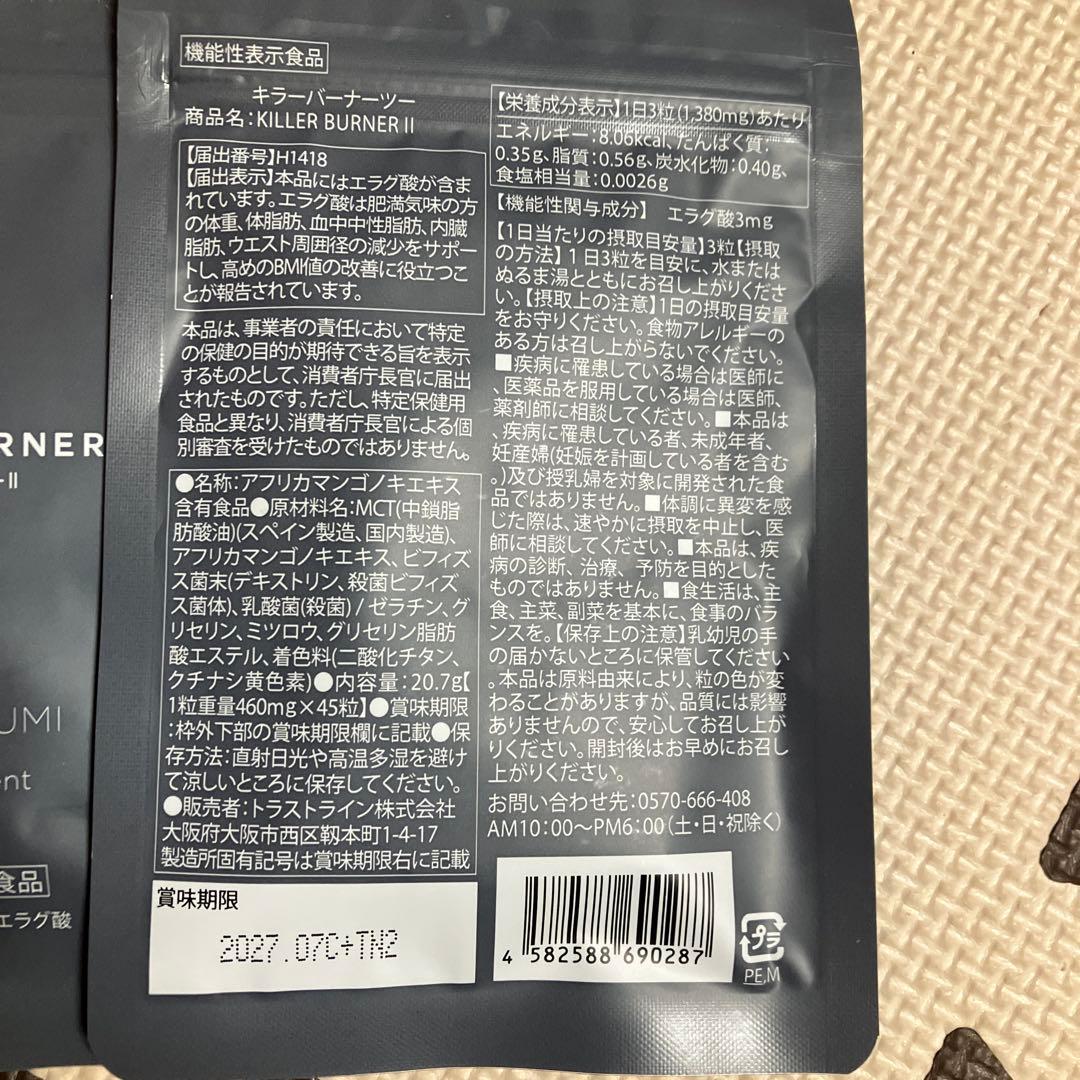 機能性表示食品
キラーバーナーツー
商品名:KILLER BURNER II
【届出番号】H1418
【届出表示】本品にはエラグ酸が含ま
れています。エラグ酸は肥満気味の方
の体重、体脂肪、血中中性脂肪、内臓
脂肪、ウエスト周囲径の減少をサポー
トし、高めのBMI値の改善に役立つこ
とが報告されています。
本品は、事業者の責任において特定
の保健の目的が期待できる旨を表示
するものとして、消費者庁長官に届出
されたものです。ただし、特定保健用
食品と異なり、消費者庁長官による個
別審査を受けたものではありません。
●名称:アフリカマンゴノキエキス
含有食品●原材料名:MCT(中鎖脂
肪酸油)(スペイン製造、国内製造)、
アフリカマンゴノキエキス、ビフィズ
ス菌末(デキストリン、殺菌ビフィズ
ス菌体)、乳酸菌(殺菌) / ゼラチン、グ
リセリン、ミツロウ、グリセリン脂肪
酸エステル、着色料(二酸化チタン、
クチナシ黄色素)●内容量:20.7g【
1粒重量460mg×45粒】●賞味期限
:枠外下部の賞味期限欄に記載●保
存方法:直射日光や高温多湿を避け
て涼しいところに保存してください。
●販売者:トラストライン株式会社
大阪府大阪市西区靱本町1-4-17
製造所固有記号は賞味期限右に記載
賞味期限
2027.07C+TN2
【栄養成分表示】1日3粒(1,380mg)あたり
エネルギー:8.06kcal、たんぱく質:
0.35g、脂質:0.56g、炭水化物:0.40g、
食塩相当量:0.0026g
【機能性関与成分】 エラグ酸3mg
【1日当たりの摂取目安量】3粒【摂取
の方法】1日3粒を目安に、水または
ぬるま湯とともにお召し上がりくださ
い。【摂取上の注意】1日の摂取目安量
をお守りください。食物アレルギーの
ある方は召し上がらないでください。
■疾病に罹患している場合は医師に
、医薬品を服用している場合は医師、
薬剤師に相談してください。■本品は
、疾病に罹患している者、未成年者、
妊産婦(妊娠を計画している者を含む
。)及び授乳婦を対象に開発された食
品ではありません。■体調に異変を感
じた際は、速やかに摂取を中止し、医
師に相談してください。■本品は、疾
病の診断、治療、予防を目的とした
ものではありません。■食生活は、主
食、主菜、副菜を基本に、食事のバラ
ンスを。【保存上の注意】乳幼児の手
の届かないところに保管してください
。本品は原料由来により、粒の色が変
わることがありますが、品質には影響
ありませんので、安心してお召し上が
りください。開封後はお早めにお召し
上がりください。
お問い合わせ先:0570-666-408
AM10:00〜PM6:00(土・日・祝除く)
4 582588 690287
プラ
PE,M
RNER
ーII
UMI
ent
食品
エラグ酸